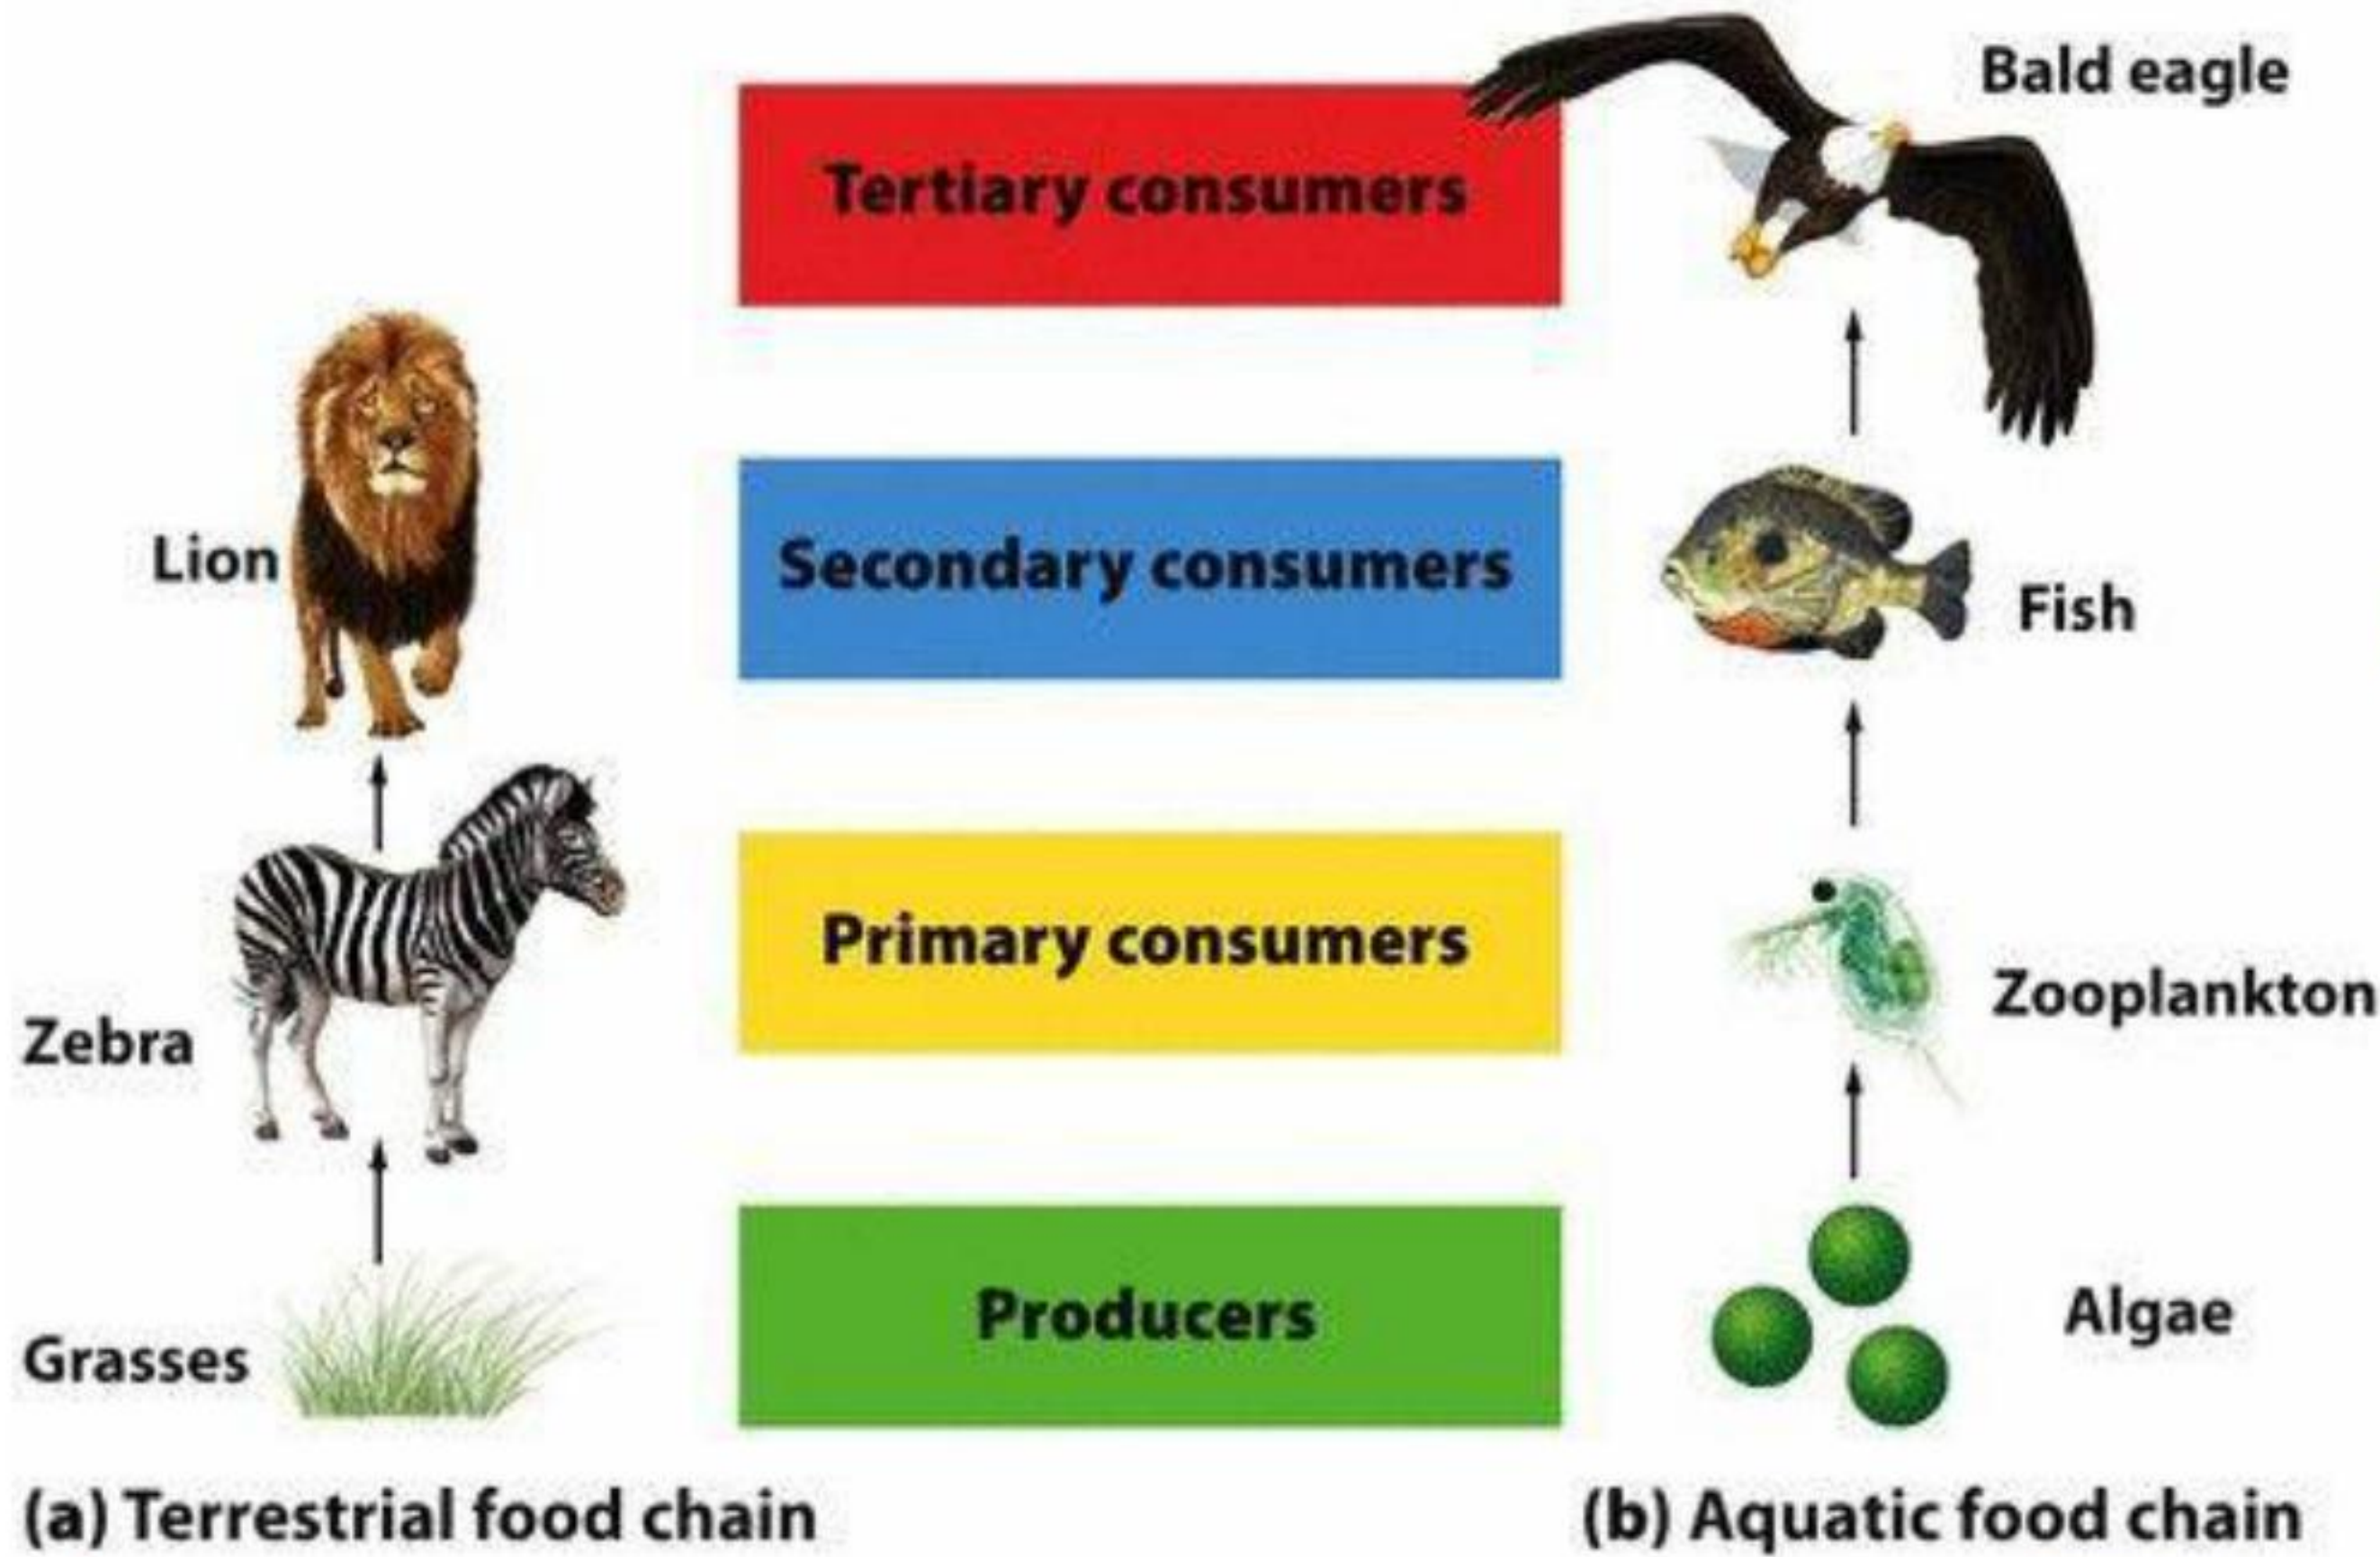 Bald eagle
Tertiary consumers
Lion
Secondary consumers
Fish
Primary consumers
Zebra
Zooplankton
Grasses
Producers
Algae
(a) Terrestrial food chain
(b) Aquatic food chain